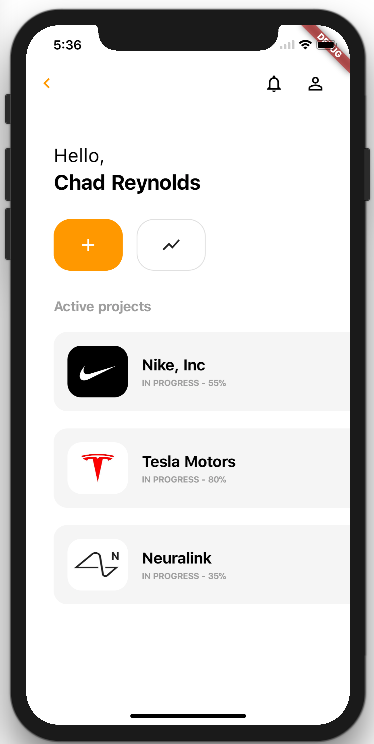 5:36
DEBUG
Hello,
Chad Reynolds
Active projects
Nike, Inc
IN PROGRESS - 55%
Tesla Motors
IN PROGRESS - 80%
N
Neuralink
IN PROGRESS - 35%